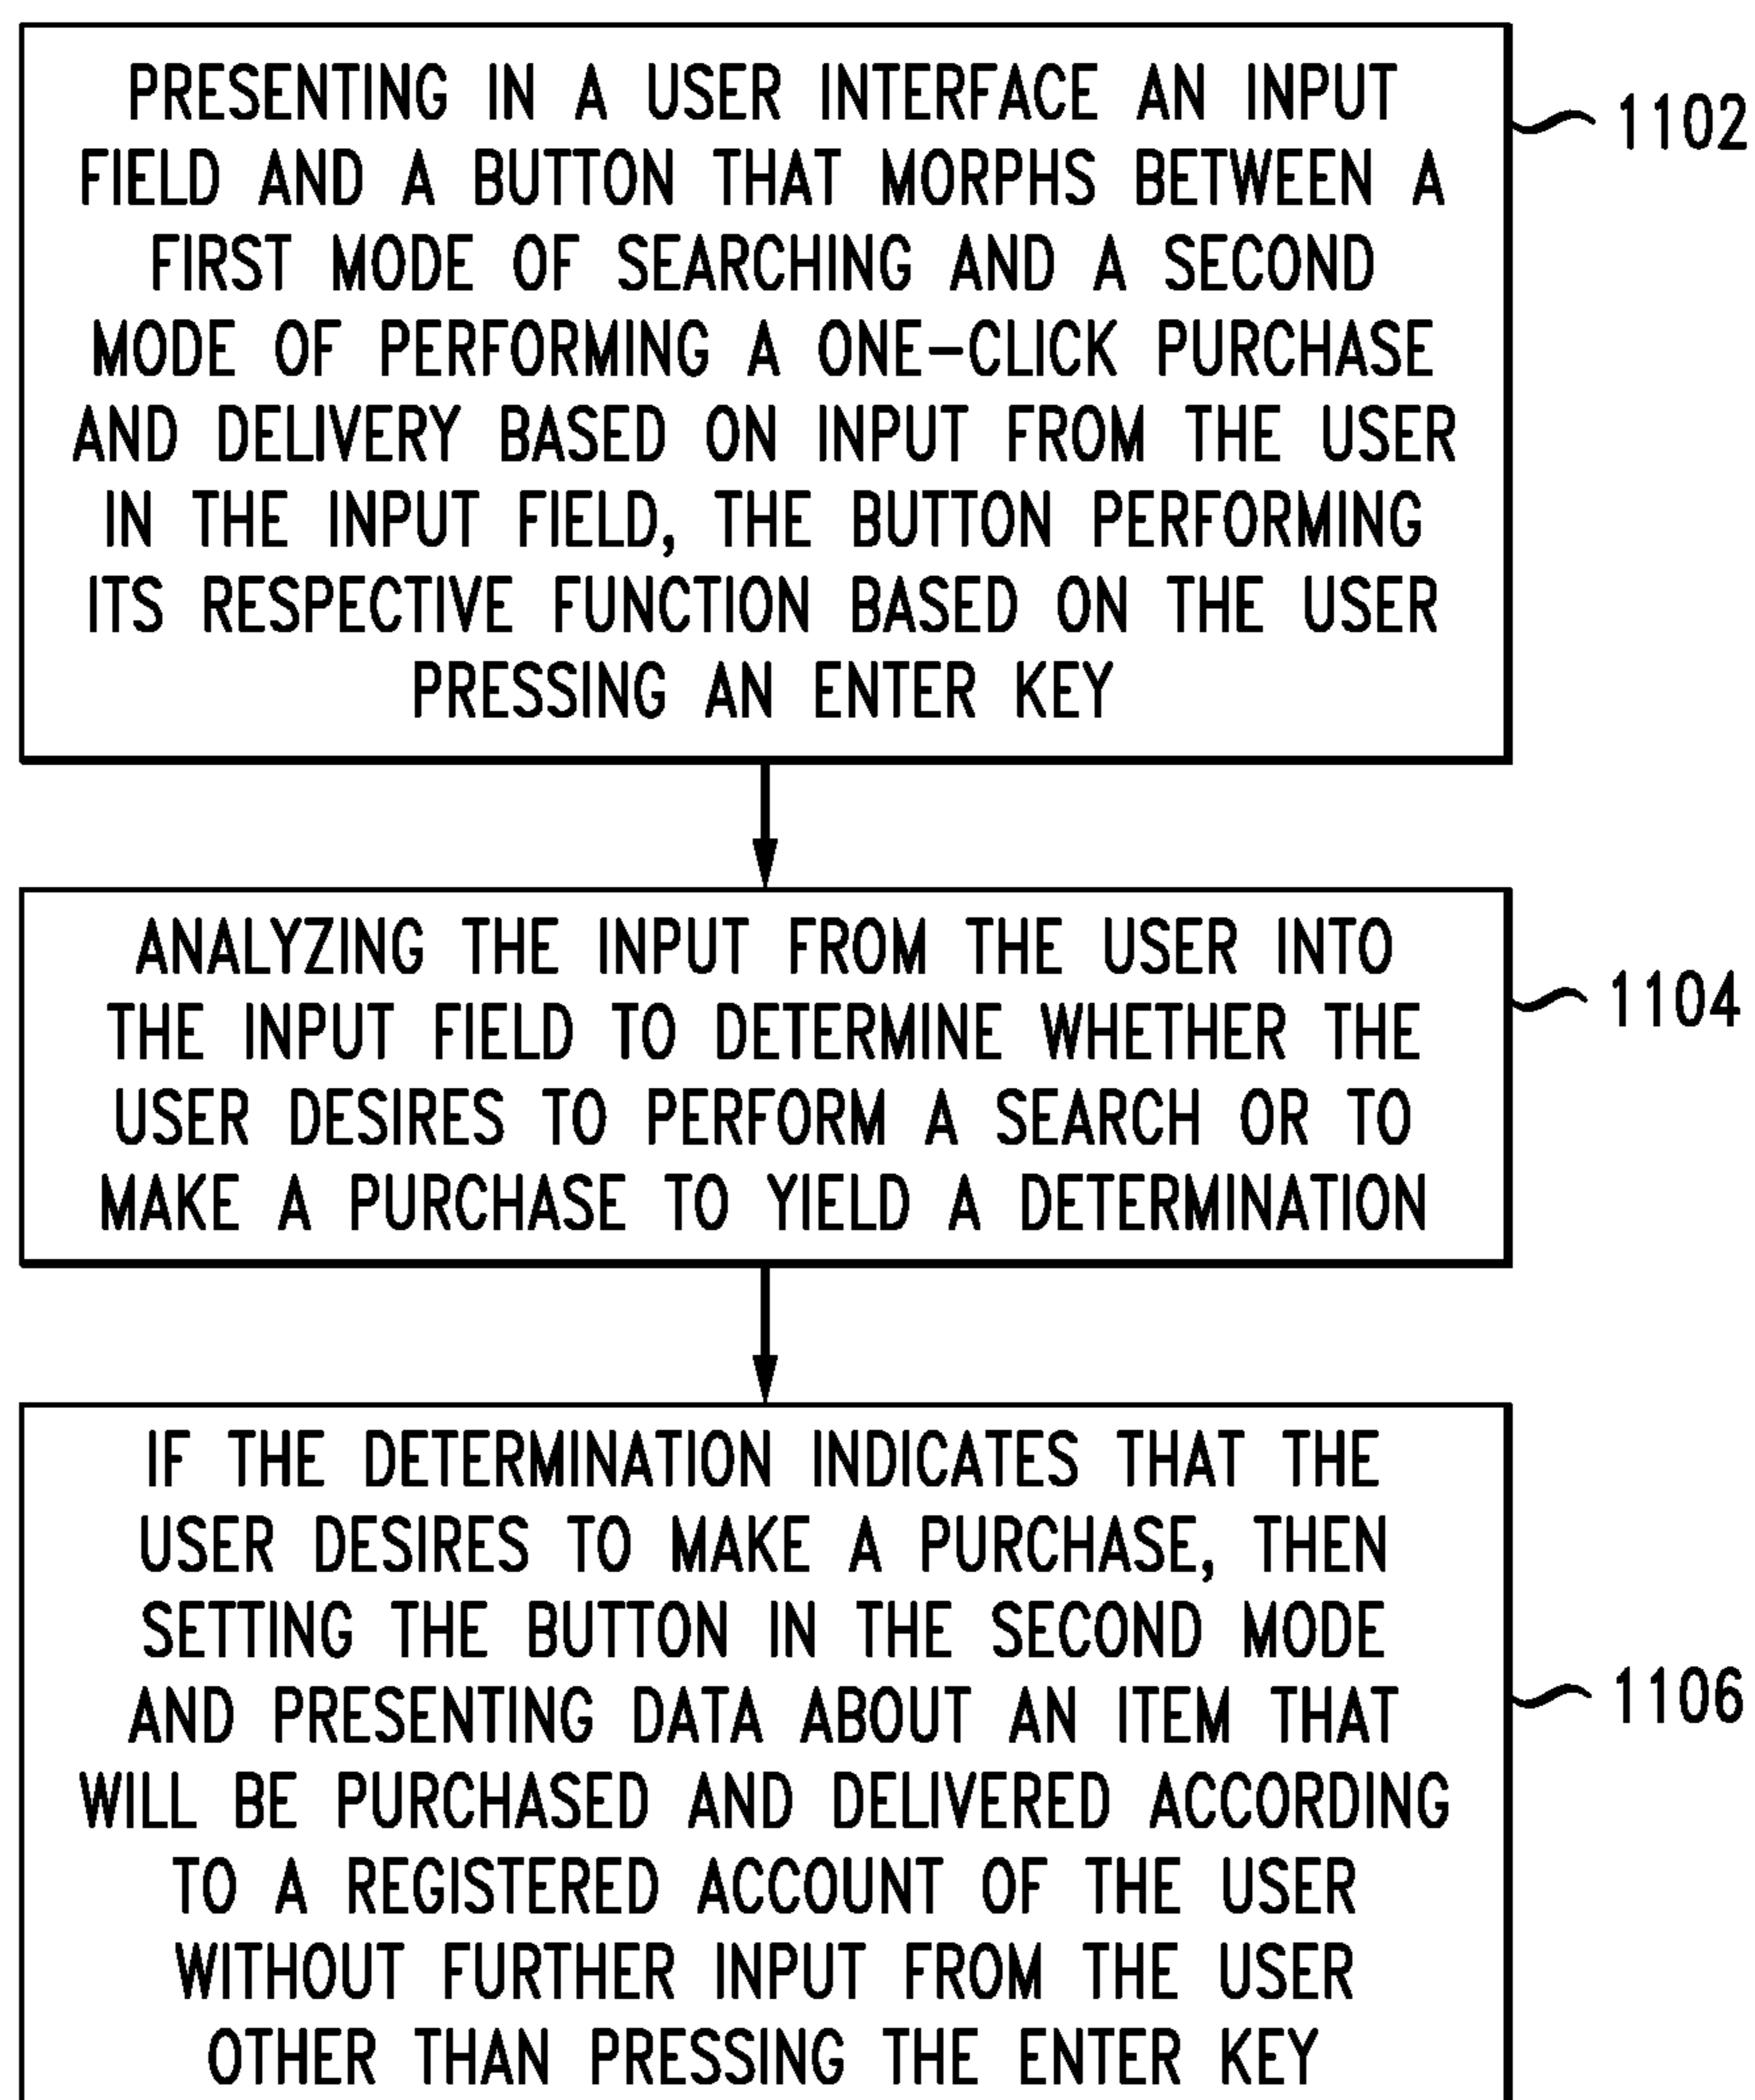 PRESENTING IN A USER INTERFACE AN INPUT
FIELD AND A BUTTON THAT MORPHS BETWEEN A
FIRST MODE OF SEARCHING AND A SECOND
MODE OF PERFORMING A ONE-CLICK PURCHASE
AND DELIVERY BASED ON INPUT FROM THE USER
IN THE INPUT FIELD, THE BUTTON PERFORMING
ITS RESPECTIVE FUNCTION BASED ON THE USER
PRESSING AN ENTER KEY
1102
ANALYZING THE INPUT FROM THE USER INTO
THE INPUT FIELD TO DETERMINE WHETHER THE
USER DESIRES TO PERFORM A SEARCH OR TO
MAKE A PURCHASE TO YIELD A DETERMINATION
1104
IF THE DETERMINATION INDICATES THAT THE
USER DESIRES TO MAKE A PURCHASE, THEN
SETTING THE BUTTON IN THE SECOND MODE
AND PRESENTING DATA ABOUT AN ITEM THAT
WILL BE PURCHASED AND DELIVERED ACCORDING
TO A REGISTERED ACCOUNT OF THE USER
WITHOUT FURTHER INPUT FROM THE USER
OTHER THAN PRESSING THE ENTER KEY
1106